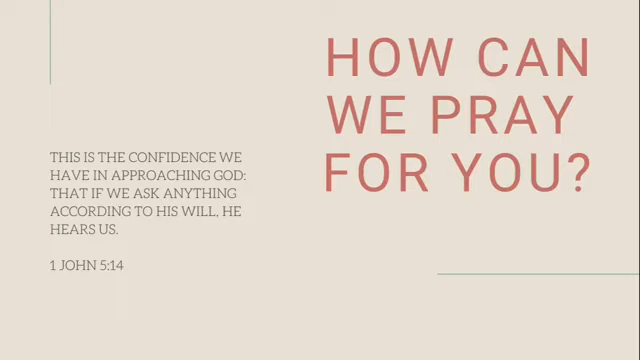 HOW CAN
WE PRAY
FOR YOU?
THIS IS THE CONFIDENCE WE
HAVE IN APPROACHING GOD:
THAT IF WE ASK ANYTHING
ACCORDING TO HIS WILL, HE
HEARS US.
1 JOHN 5:14